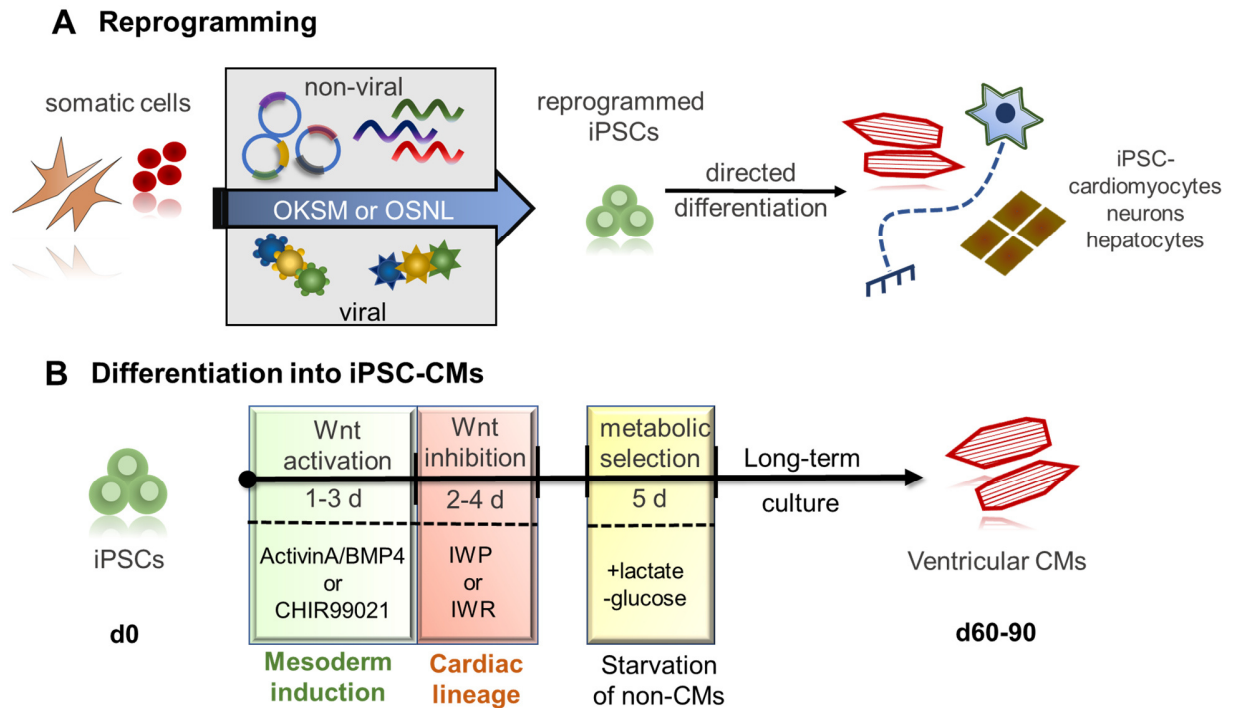 A Reprogramming
somatic cells
non-viral
OKSM or OSNL
viral
reprogrammed
iPSCs
directed
differentiation
iPSC-
cardiomyocytes
neurons
hepatocytes
B Differentiation into iPSC-CMs
iPSCs
d0
Wnt
activation
1-3 d
ActivinA/BMP4
or
CHIR99021
Mesoderm
induction
Wnt
inhibition
2-4 d
IWP
or
IWR
Cardiac
lineage
metabolic
selection
5 d
+lactate
-glucose
Starvation
of non-CMs
Long-term
culture
Ventricular CMs
d60-90